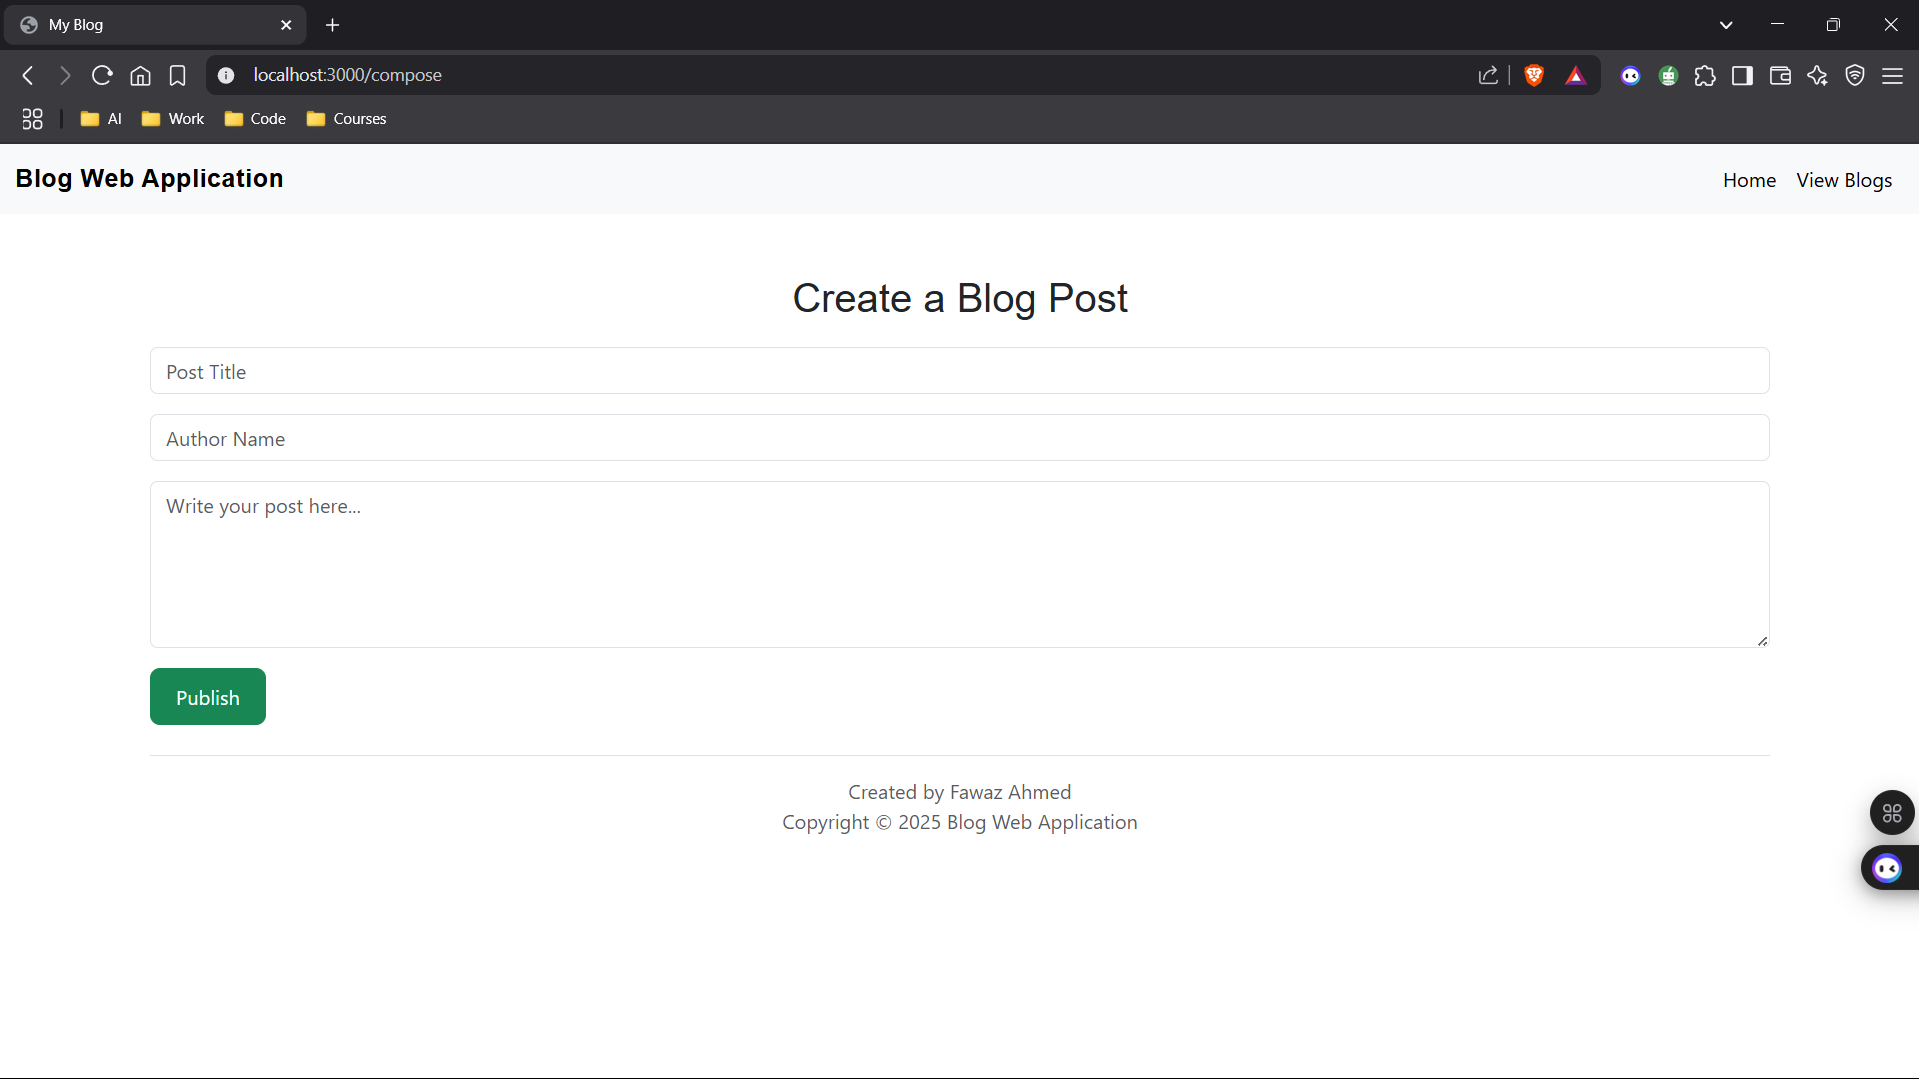 My Blog
localhost:3000/compose
AI Work Code Courses
Blog Web Application
Home View Blogs
Create a Blog Post
Post Title
Author Name
Write your post here...
Publish
Created by Fawaz Ahmed
Copyright © 2025 Blog Web Application